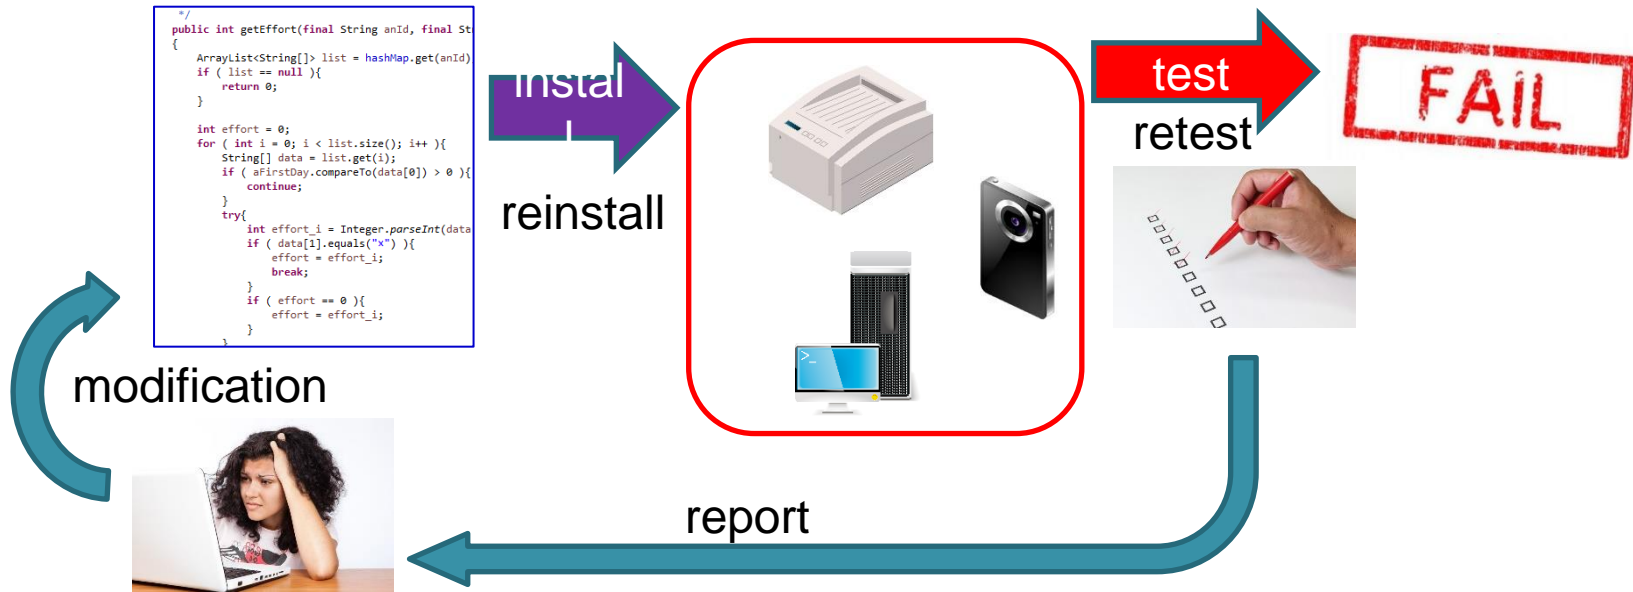 */
public int getEffort(final String anId, final St
{
ArrayList<String[]> list = hashMap.get(anId)
if ( list == null ){
return 0;
}
int effort = 0;
for ( int i = 0; i < list.size(); i++ ){
String[] data = list.get(i);
if ( aFirstDay.compareTo(data[0]) > 0 ){
continue;
}
try{
int effort_i = Integer.parseInt(data
if ( data[1].equals("x") ){
effort = effort_i;
break;
}
if ( effort == 0 ){
effort = effort_i;
}
}
instal
l
reinstall
>_
test
retest
FAIL
modification
report